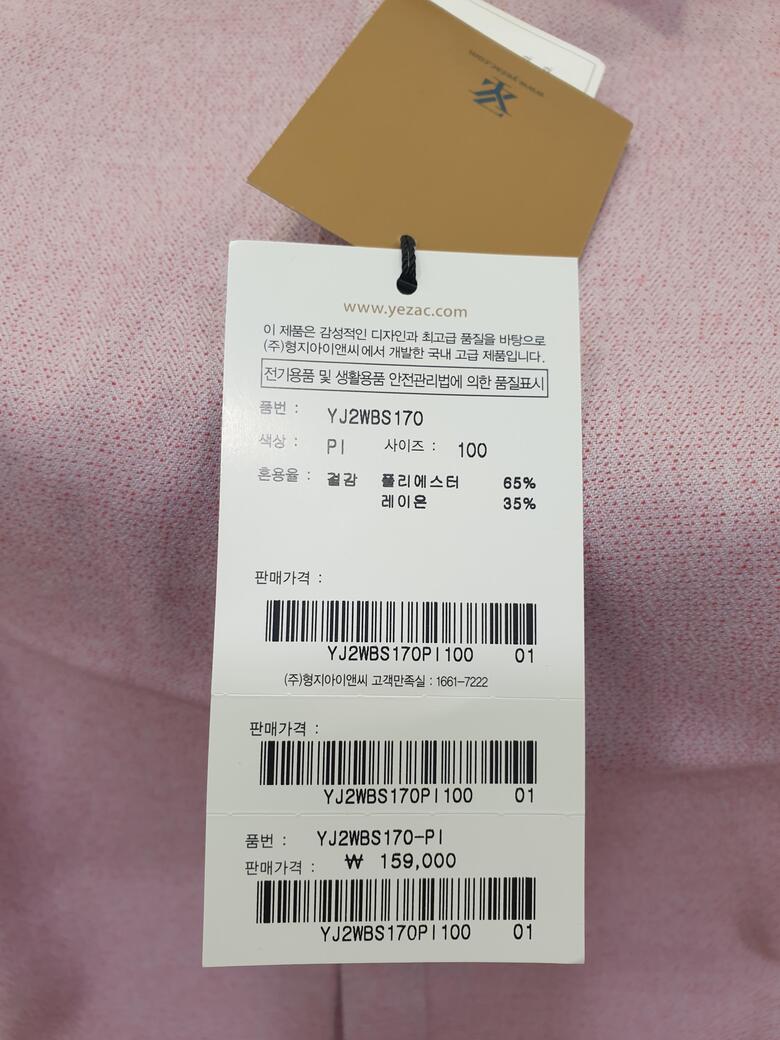 www.yezac.com
YZ
www.yezac.com
이 제품은 감성적인 디자인과 최고급 품질을 바탕으로
(주)형지아이앤씨에서 개발한 국내 고급 제품입니다.
전기용품 및 생활용품 안전관리법에 의한 품질표시
품번 : YJ2WBS170
색상 : PI 사이즈 : 100
혼용율 : 겉감 폴리에스터 65%
레이온 35%
판매가격 :
YJ2WBS170PI100 01
(주)형지아이앤씨 고객만족실 : 1661-7222
판매가격 :
YJ2WBS170PI100 01
품번 : YJ2WBS170-PI
판매가격 : ₩ 159,000
YJ2WBS170PI100 01